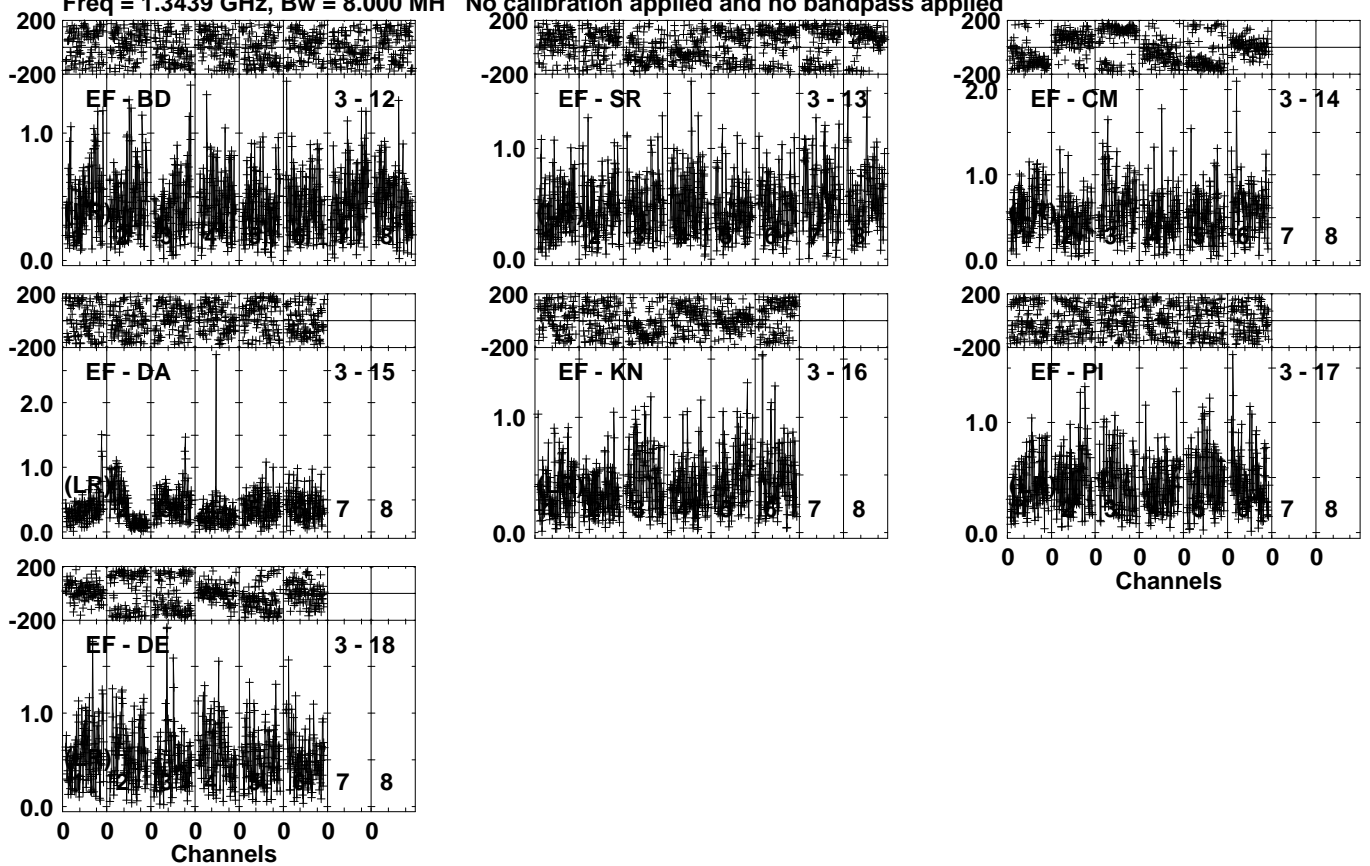 Freq = 1.3439 GHz, Bw = 8.000 MH No calibration applied and no bandpass applied
200
-200
EF - BD 3 - 12
1.0
0.0
8
200
-200
EF - SR 3 - 13
1.0
0.0
200
-200
2.0
EF - CM 3 - 14
1.0
0.0
6 7 8
200
-200
EF - DA 3 - 15
2.0
1.0
(LR)
0.0
7 8
200
-200
EF - KN 3 - 16
1.0
0.0
7 8
200
-200
EF - PI 3 - 17
1.0
0.0
7 8
0 0 0 0 0 0 0 0
Channels
200
-200
EF - DE 3 - 18
1.0
0.0
2 7 8
0 0 0 0 0 0 0 0
Channels